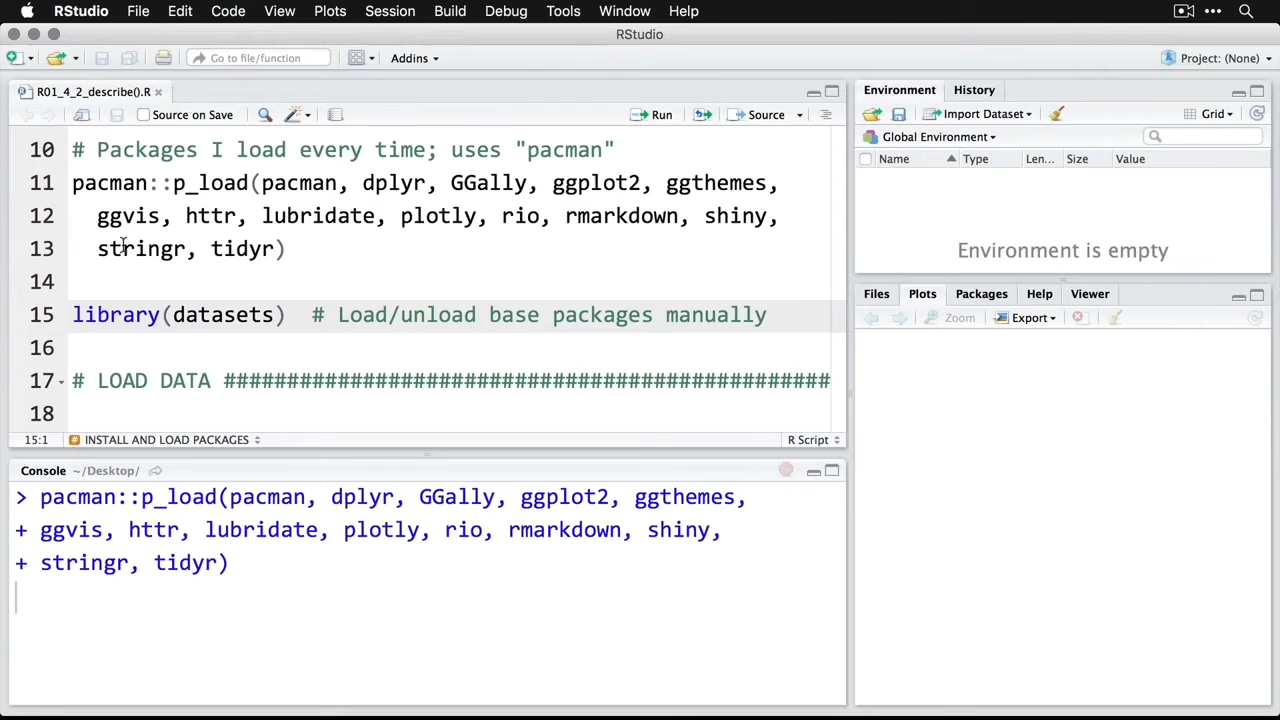 RStudio File Edit Code View Plots Session Build Debug Tools Window Help
RStudio
Go to file/function Addins Project: (None)
R01_4_2_describe().R
Source on Save Run Source
10 # Packages I load every time; uses "pacman"
11 pacman::p_load(pacman, dplyr, GGally, ggplot2, ggthemes,
12 ggvis, httr, lubridate, plotly, rio, rmarkdown, shiny,
13 stringr, tidyr)
14
15 library(datasets) # Load/unload base packages manually
16
17 # LOAD DATA ################################################
18
15:1 # INSTALL AND LOAD PACKAGES R Script
Console ~/Desktop/
> pacman::p_load(pacman, dplyr, GGally, ggplot2, ggthemes,
+ ggvis, httr, lubridate, plotly, rio, rmarkdown, shiny,
+ stringr, tidyr)
Environment History
Import Dataset Grid
Global Environment
Name Type Len... Size Value
Environment is empty
Files Plots Packages Help Viewer
Zoom Export